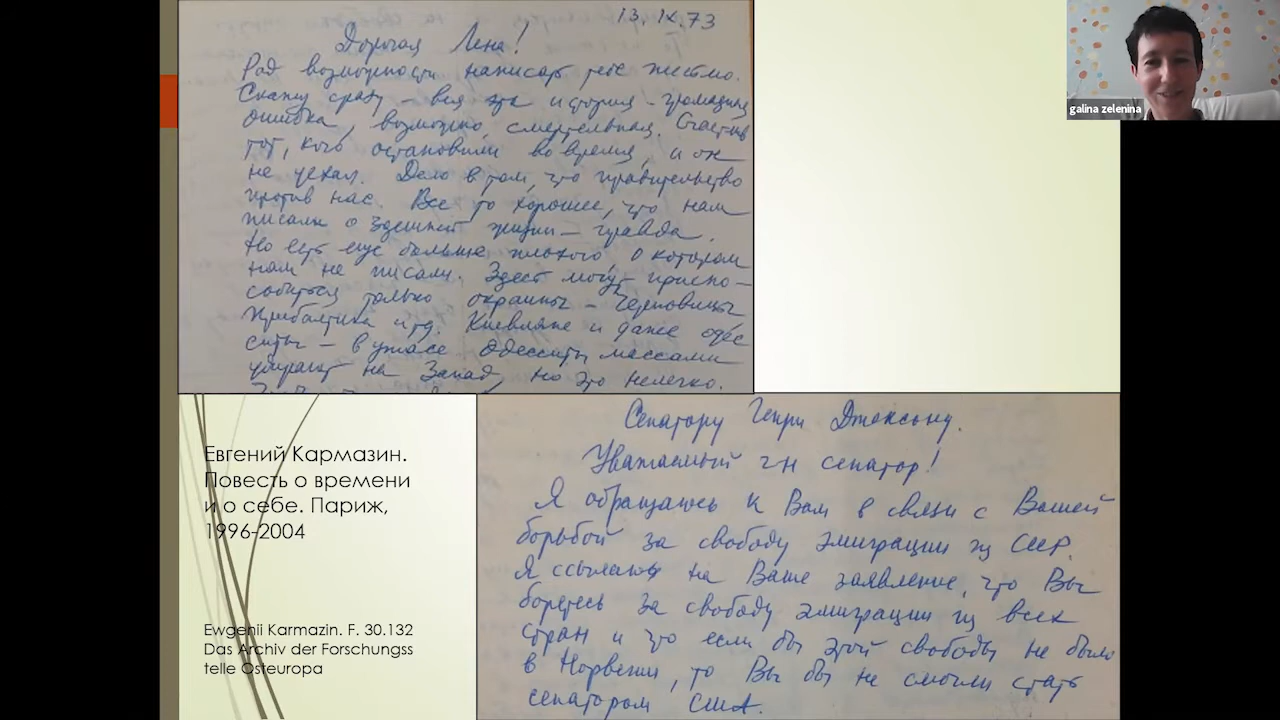 13.IX.73
Дорогая Лена!
Рад возможности написать тебе письмо.
Скажу сразу – вся эта история – громадная
ошибка, возможно, смертельная. Счастлив
тот, кого остановили во время, и он
не уехал. Дело в том, что правительство
против нас. Все то хорошее, что нам
писали о здешней жизни – правда.
Но есть еще больше плохого о котором
нам не писали. Здесь могут приспо–
собиться только окраины – Черновицы
Прибалтика и тд. Киевляне и даже одес
ситы – в ужасе Одесситы массами
удирают на Запад, но это нелегко.
Сенатору Генри Джексону.
Уважаемый г-н сенатор!
Я обращаюсь к Вам в связи с Вашей
борьбой за свободу эмиграции из СССР.
Я ссылаюсь на Ваше заявление, что Вы
боретесь за свободу эмиграции из всех
стран и что если бы этой свободы не было
в Норвегии, то Вы бы не смогли стать
сенатором США.
Евгений Кармазин.
Повесть о времени
и о себе. Париж,
1996-2004
Ewgenii Karmazin. F. 30.132
Das Archiv der Forschungss
telle Osteuropa
galina zelenina